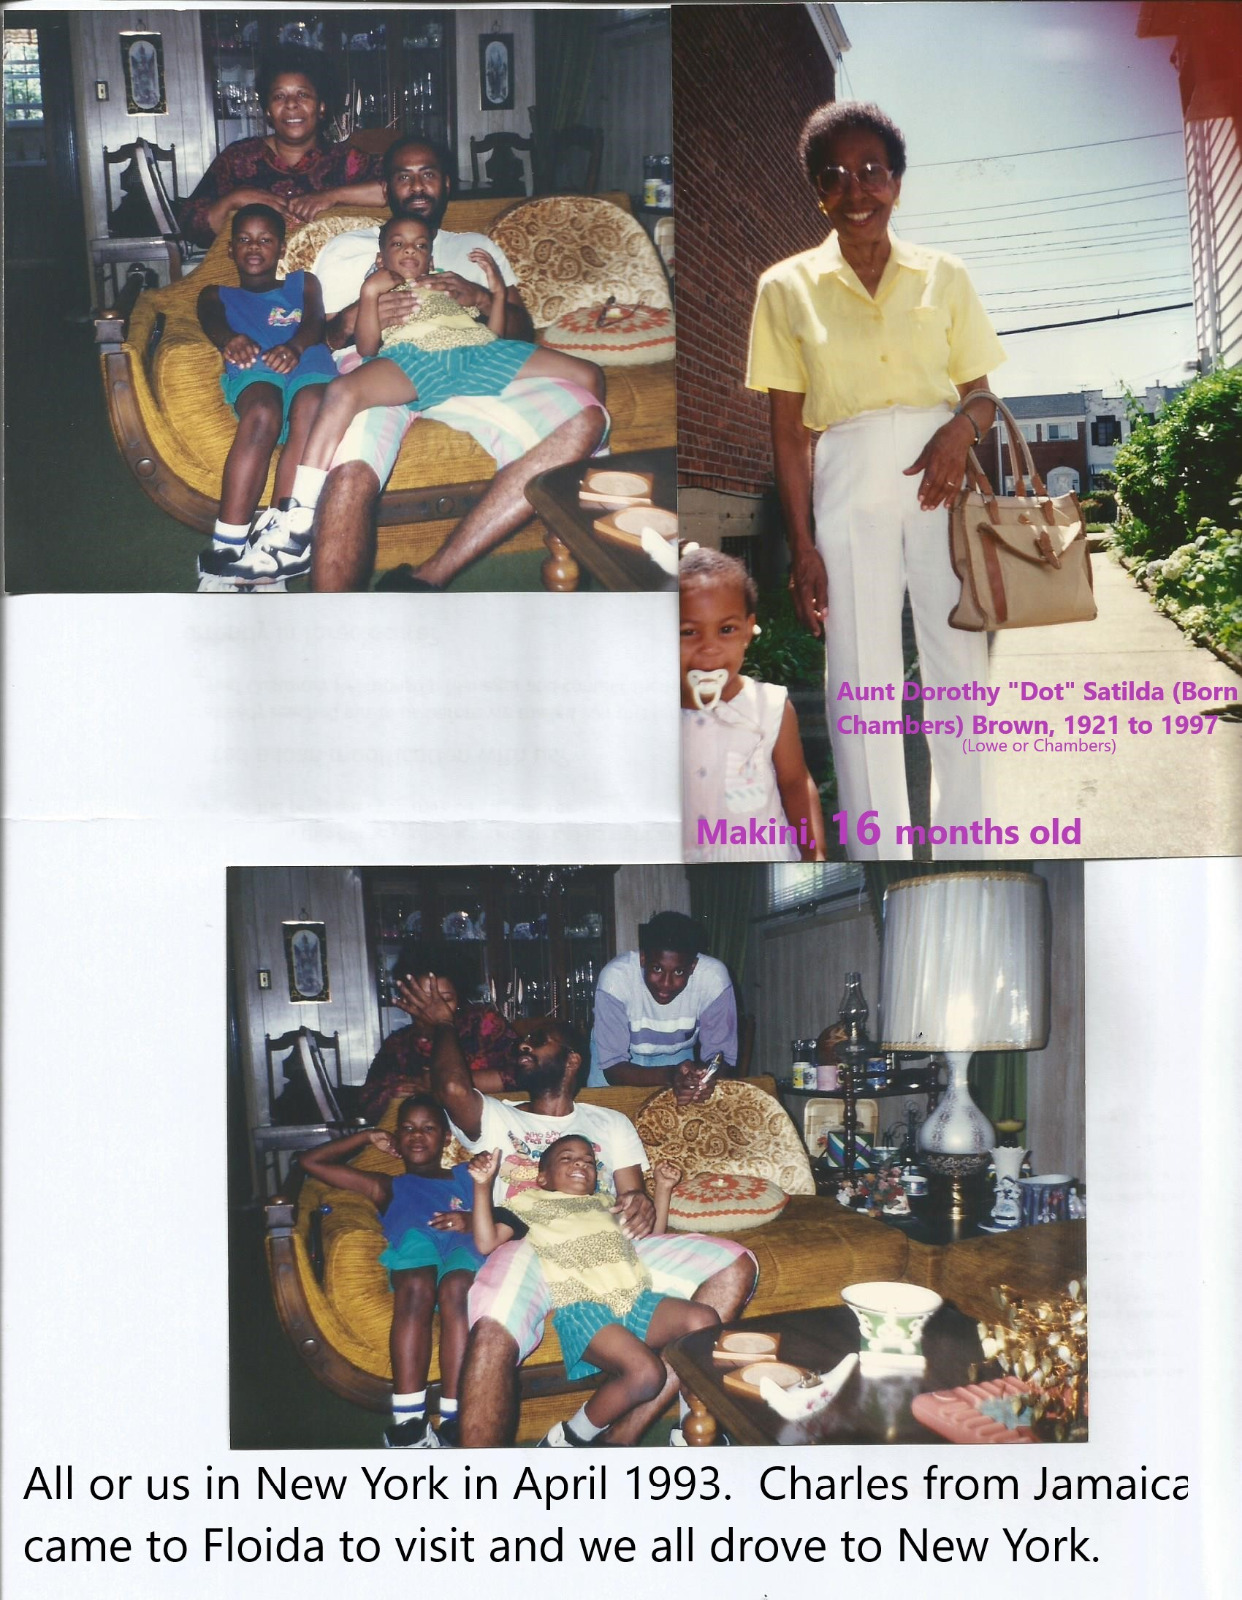 Aunt Dorothy "Dot" Satilda (Born
Chambers) Brown, 1921 to 1997
(Lowe or Chambers)
Makini, 16 months old
All or us in New York in April 1993.  Charles from Jamaica
came to Floida to visit and we all drove to New York.